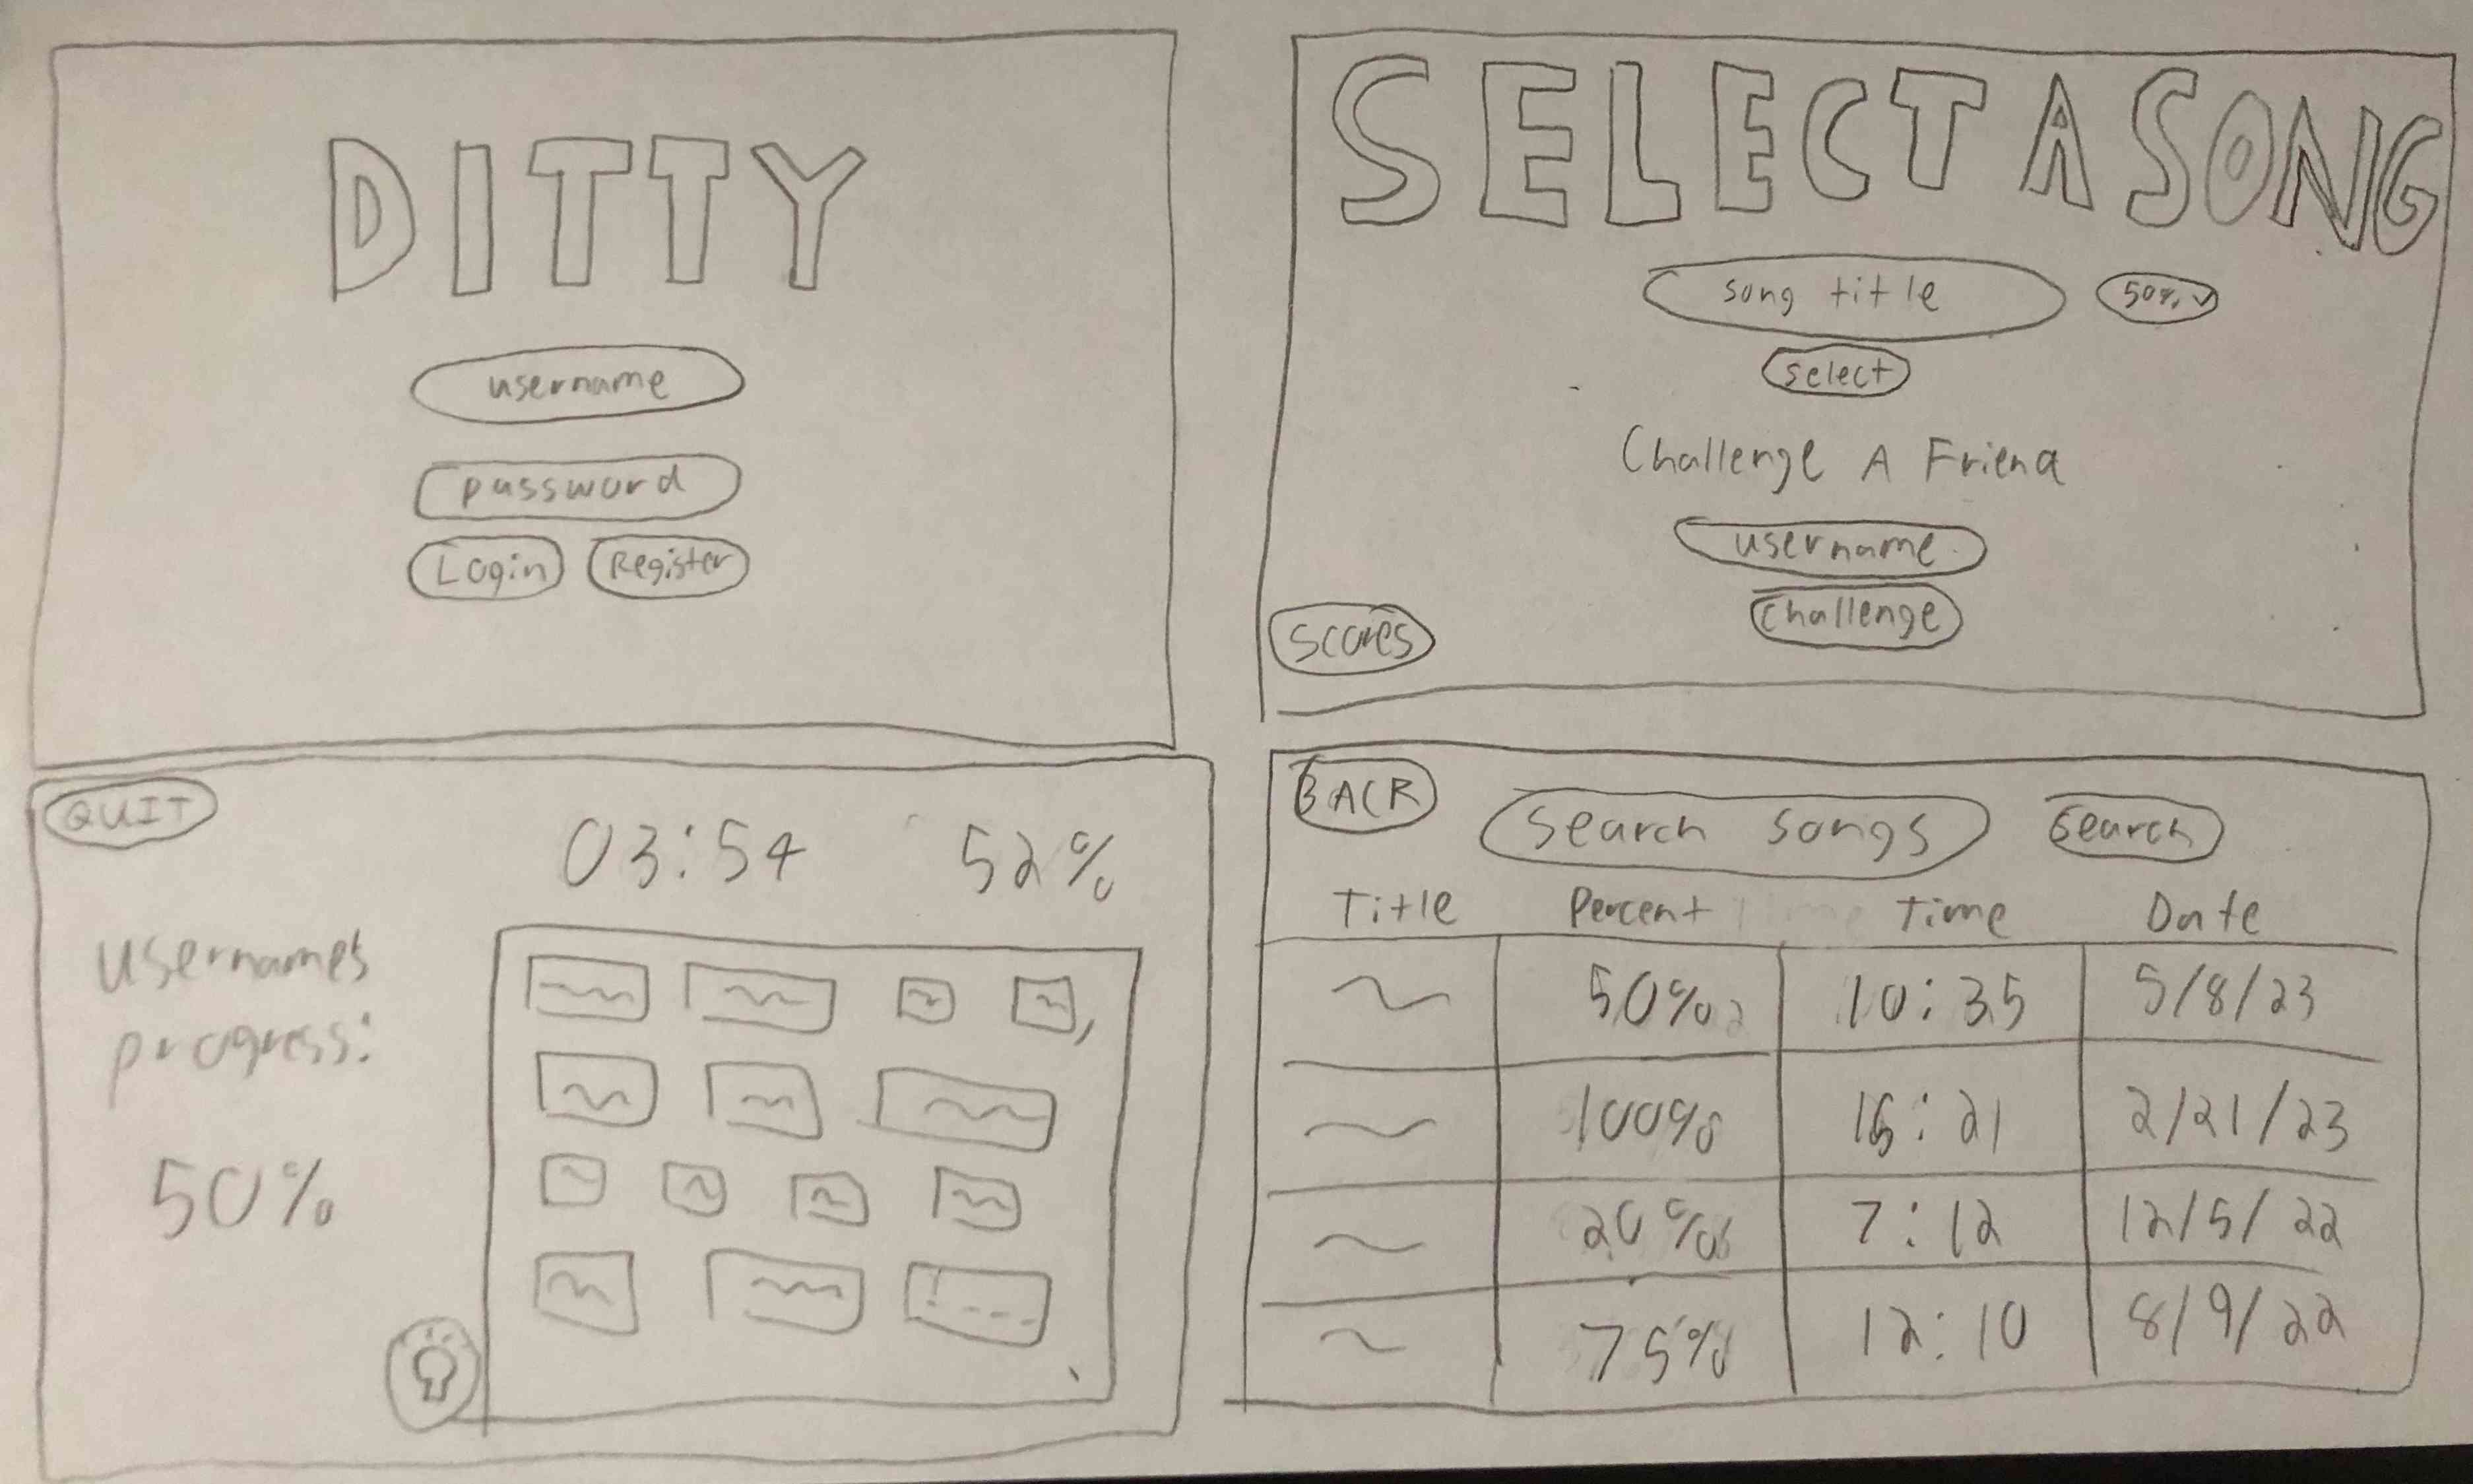 DITTY
username
password
Login Register
SELECT A SONG
song title 50%
select
Challenge A Friend
username
Challenge
scores
QUIT
03:54 52%
usernames
progress:
50%
BACK
search songs search
Title Percent Time Date
50% 10:35 5/8/23
100% 16:21 2/21/23
20% 7:12 12/5/22
75% 12:10 8/9/22